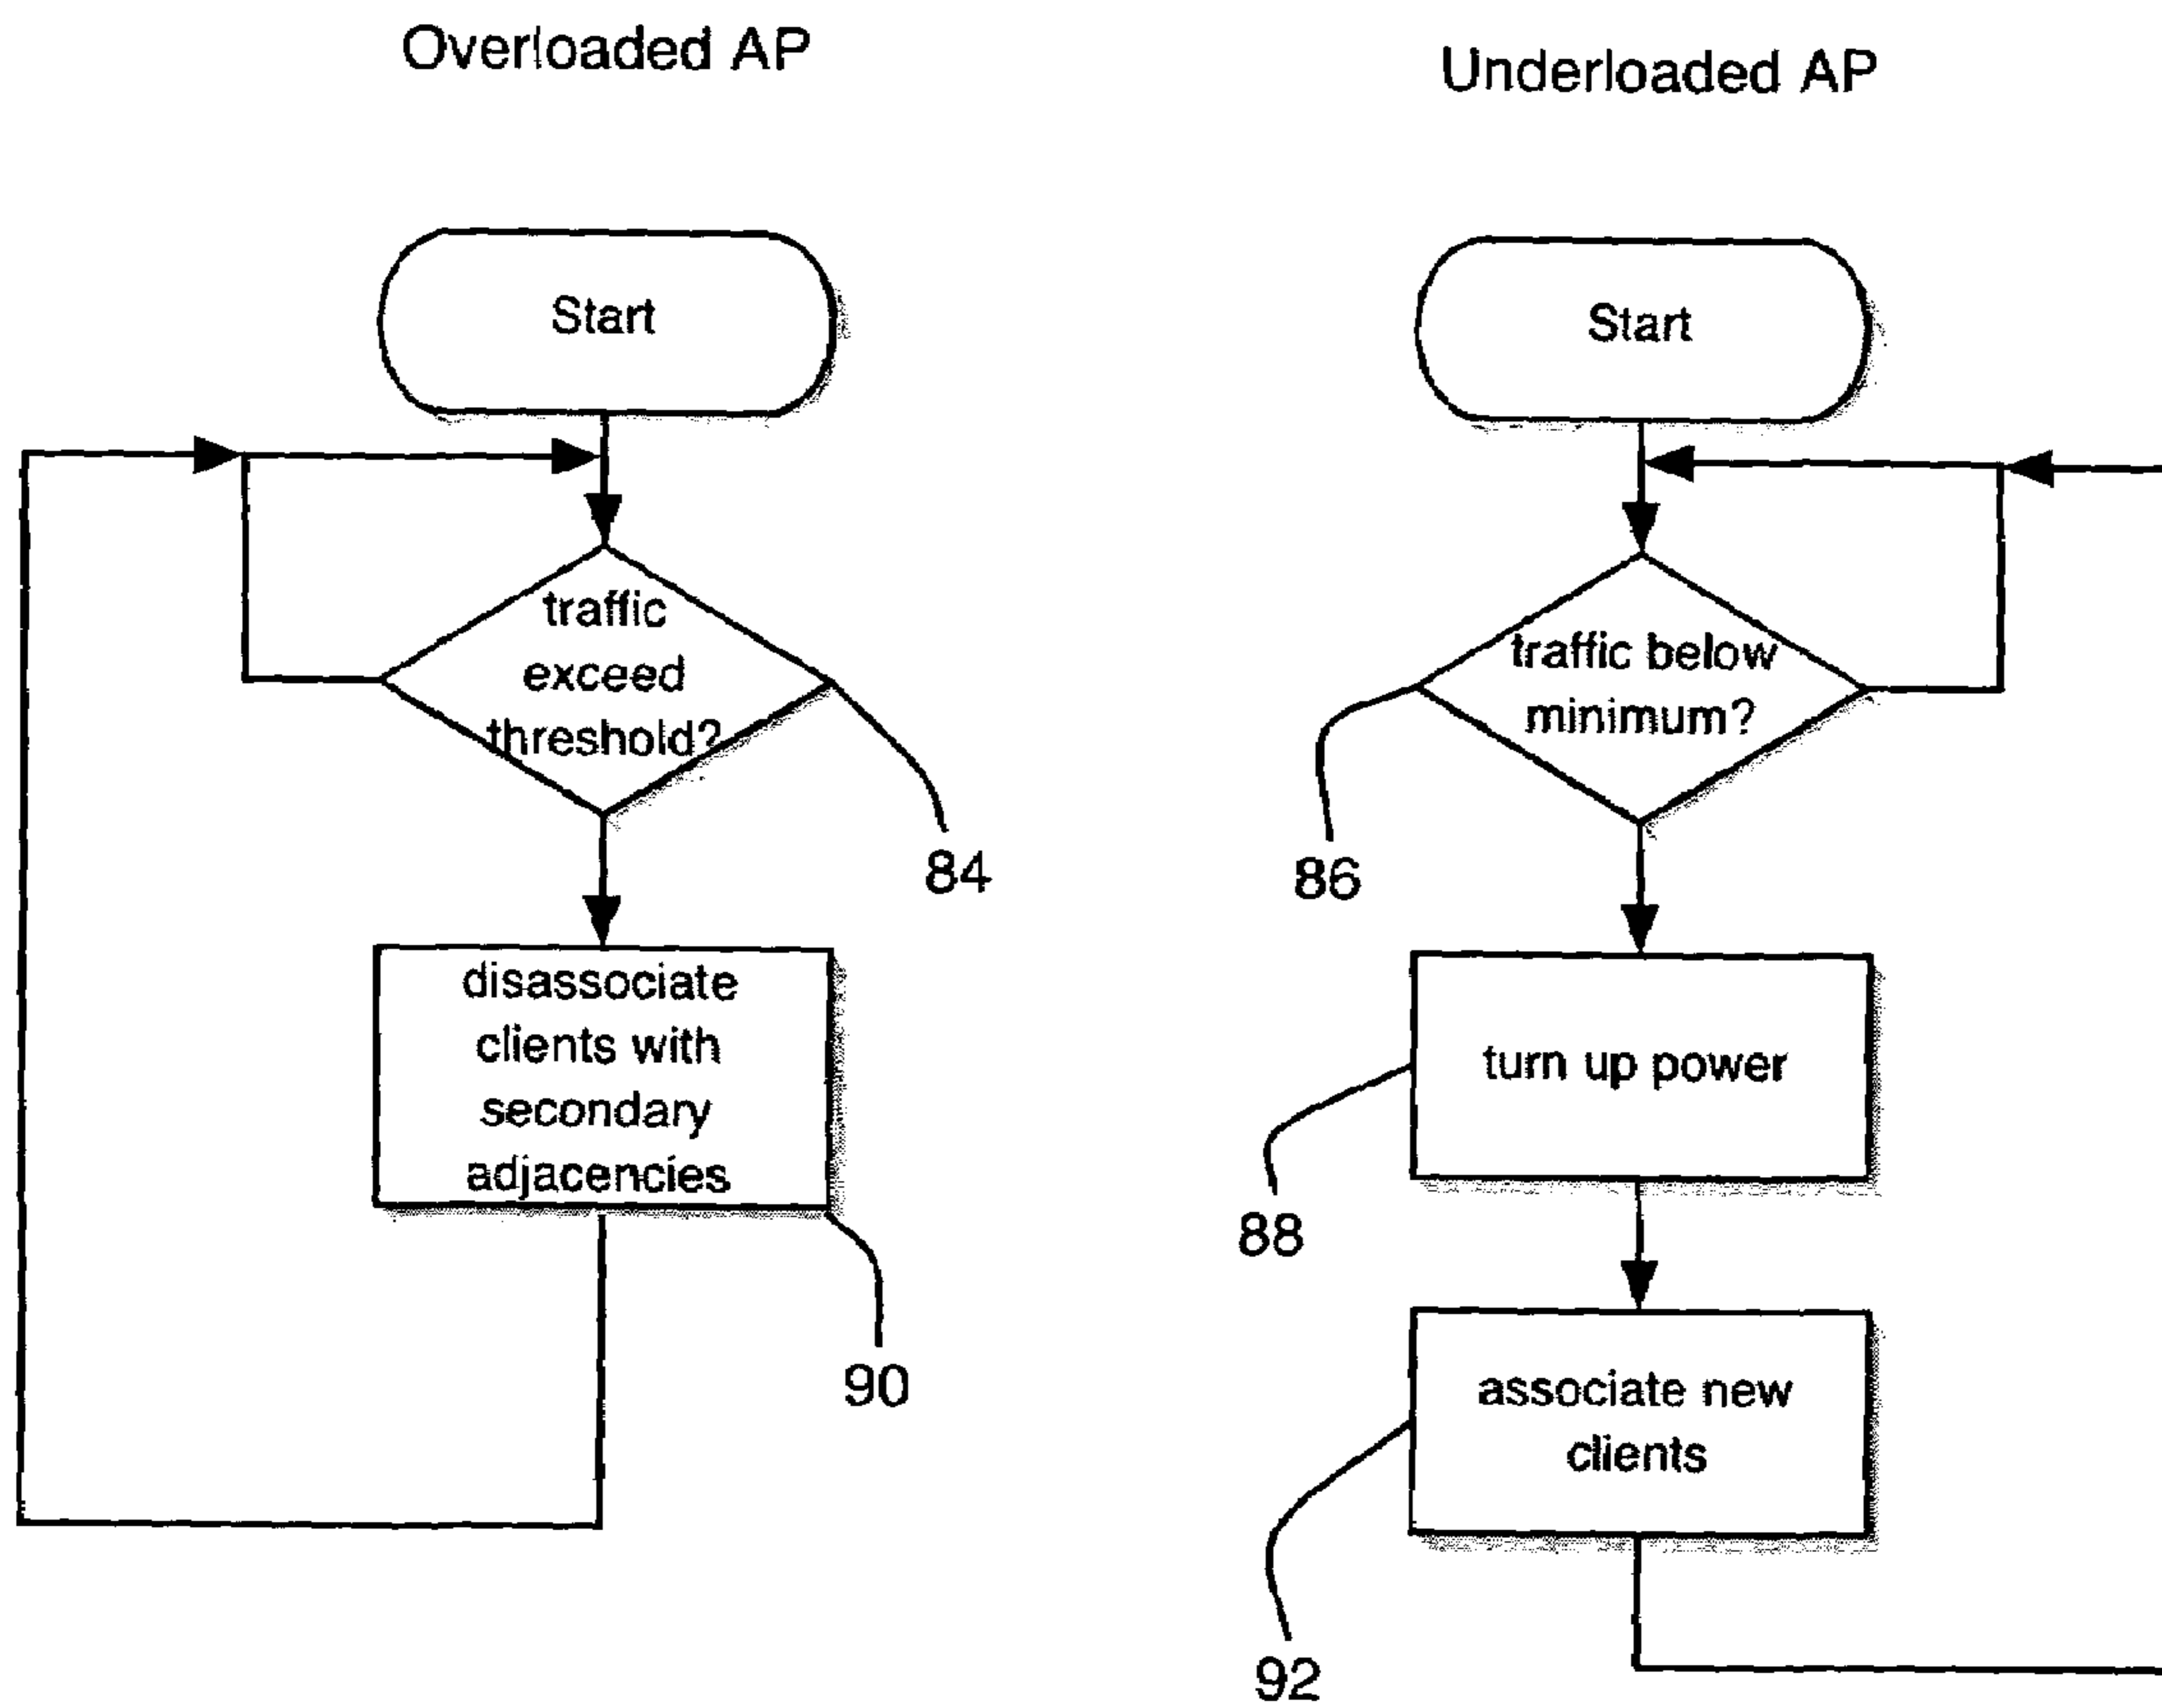 Overloaded AP
Start
traffic
exceed
threshold?
84
disassociate
clients with
secondary
adjacencies
90
Underloaded AP
Start
traffic below
minimum?
86
turn up power
88
associate new
clients
92